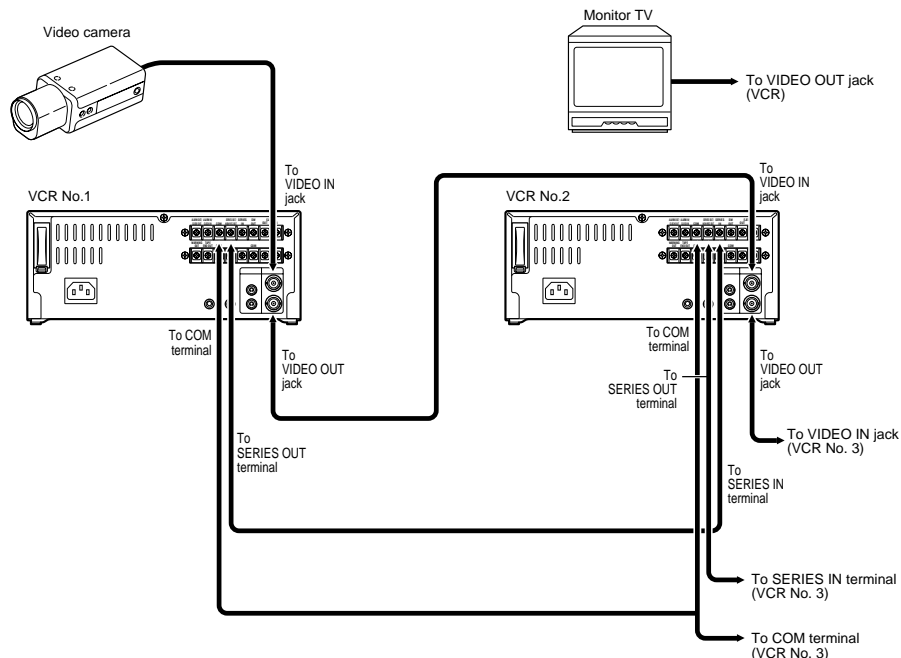 Video camera
Monitor TV
To VIDEO OUT jack
(VCR)
To
VIDEO IN
jack
To
VIDEO IN
jack
VCR No.1
VCR No.2
To COM
terminal
To
VIDEO OUT
jack
To COM
terminal
To
SERIES OUT
terminal
To
VIDEO OUT
jack
To
SERIES OUT
terminal
To VIDEO IN jack
(VCR No. 3)
To
SERIES IN
terminal
To SERIES IN terminal
(VCR No. 3)
To COM terminal
(VCR No. 3)